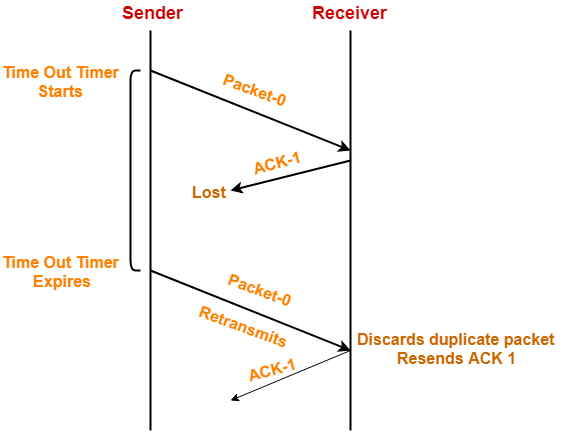 Sender
Receiver
Time Out Timer
Starts
Packet-0
ACK-1
Lost
Time Out Timer
Expires
Packet-0
Retransmits
Discards duplicate packet
Resends ACK 1
ACK-1